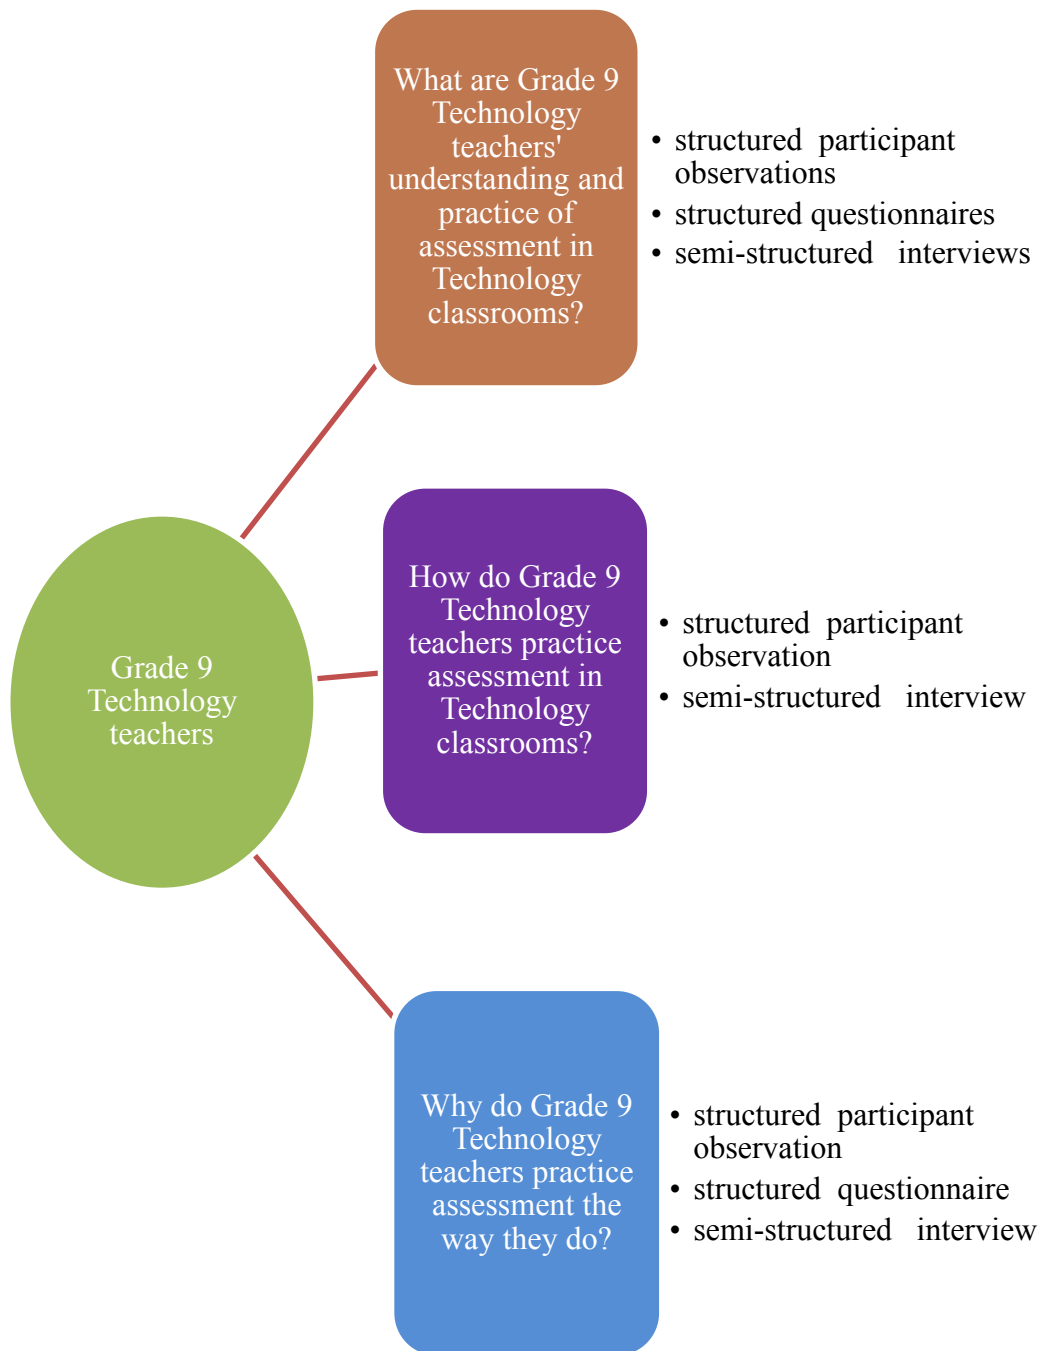 What are Grade 9
Technology
teachers'
understanding and
practice of
assessment in
Technology
classrooms?
• structured participant
observations
• structured questionnaires
• semi-structured interviews
Grade 9
Technology
teachers
How do Grade 9
Technology
teachers practice
assessment in
Technology
classrooms?
• structured participant
observation
• semi-structured interview
Why do Grade 9
Technology
teachers practice
assessment the
way they do?
• structured participant
observation
• structured questionnaire
• semi-structured interview